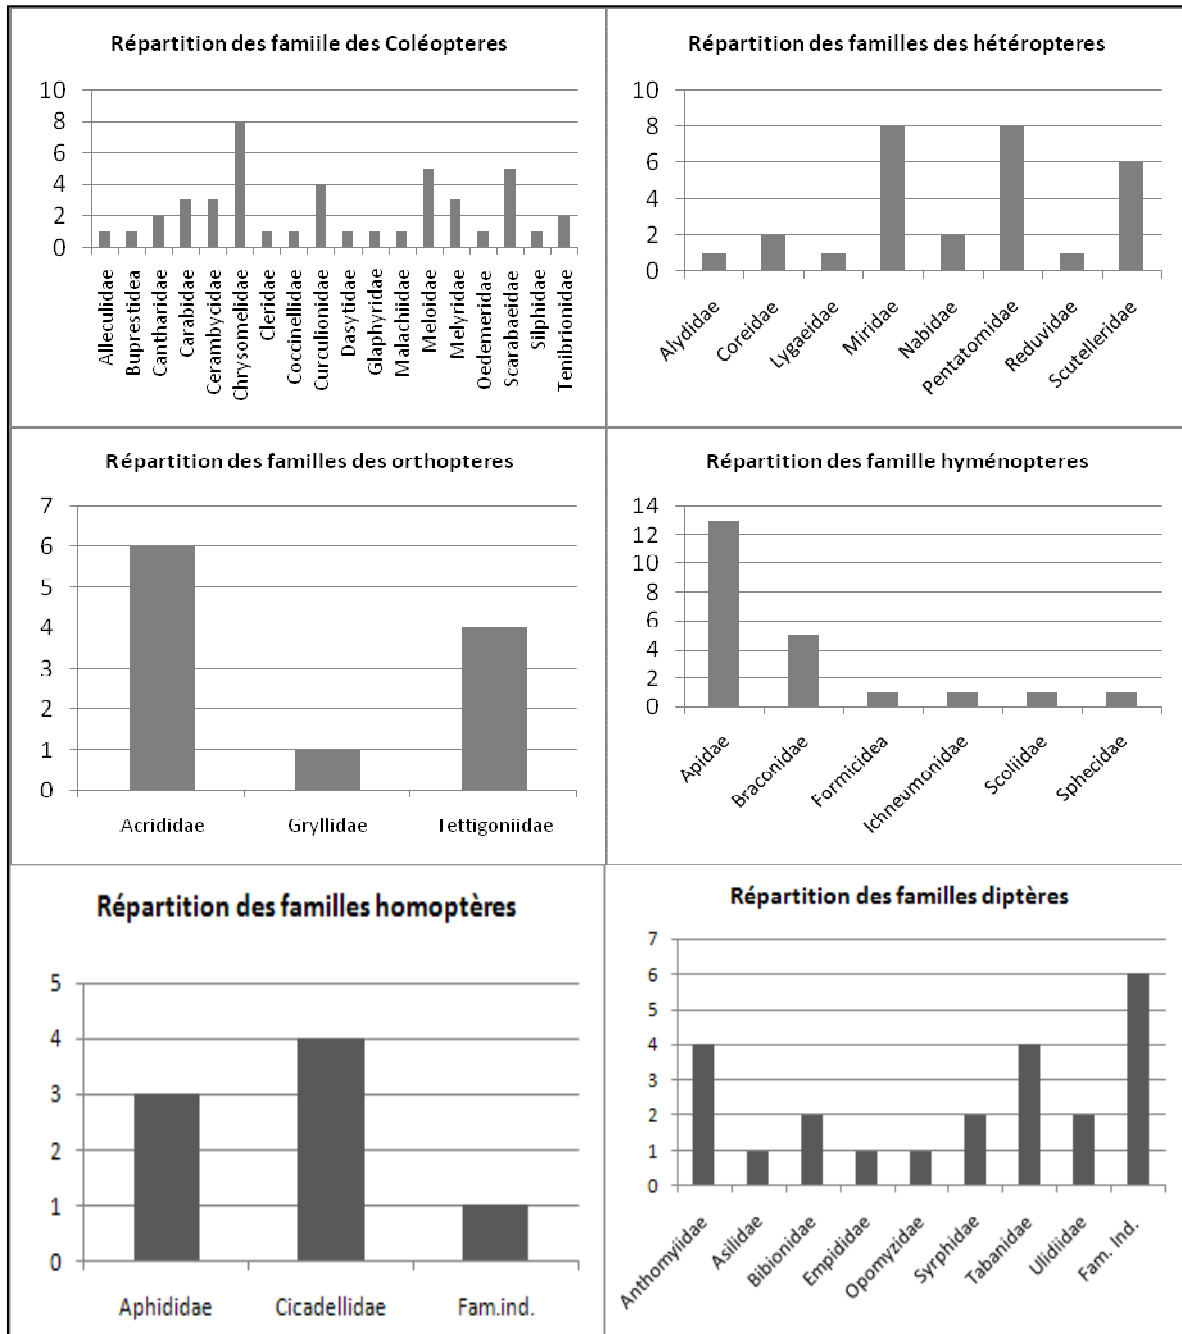 Répartition des famiile des Coléopteres
10
8
6
4
2
0
Alleculidae
Buprestidea
Cantharidae
Carabidae
Cerambycidae
Chrysomelidae
Cleridae
Coccinellidae
Curculionidae
Dasytidae
Glaphyridae
Malachiidae
Meloidae
Melyridae
Oedemeridae
Scarabaeidae
Silphidae
Tenibrionidae
Répartition des familles des hétéropteres
10
8
6
4
2
0
Alydidae
Coreidae
Lygaeidae
Miridae
Nabidae
Pentatomidae
Reduvidae
Scutelleridae
Répartition des familles des orthopteres
7
6
5
4
3
2
1
0
Acrididae
Gryllidae
Tettigoniidae
Répartition des famille hyménopteres
14
12
10
8
6
4
2
0
Apidae
Braconidae
Formicidea
Ichneumonidae
Scoliidae
Sphecidae
Répartition des familles homoptères
5
4
3
2
1
0
Aphididae
Cicadellidae
Fam.ind.
Répartition des familles diptères
7
6
5
4
3
2
1
0
Anthomyiidae
Asilidae
Bibionidae
Empididae
Opomyzidae
Syrphidae
Tabanidae
Ulidiidae
Fam. Ind.